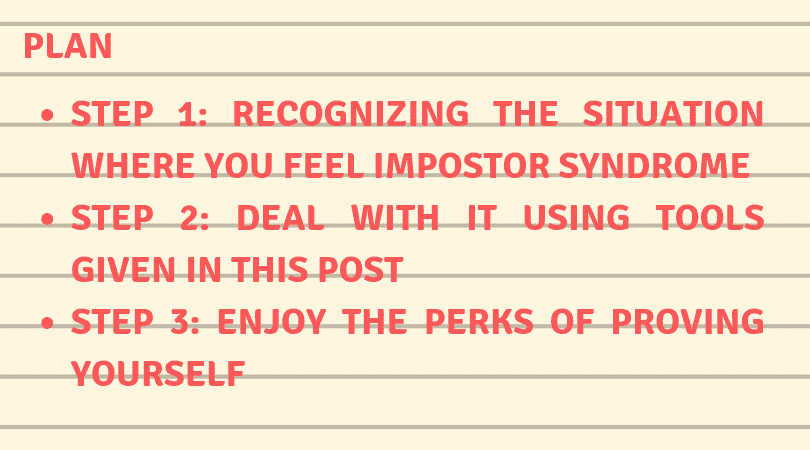 PLAN
• STEP 1: RECOGNIZING THE SITUATION
WHERE YOU FEEL IMPOSTOR SYNDROME
• STEP 2: DEAL WITH IT USING TOOLS
GIVEN IN THIS POST
• STEP 3: ENJOY THE PERKS OF PROVING
YOURSELF